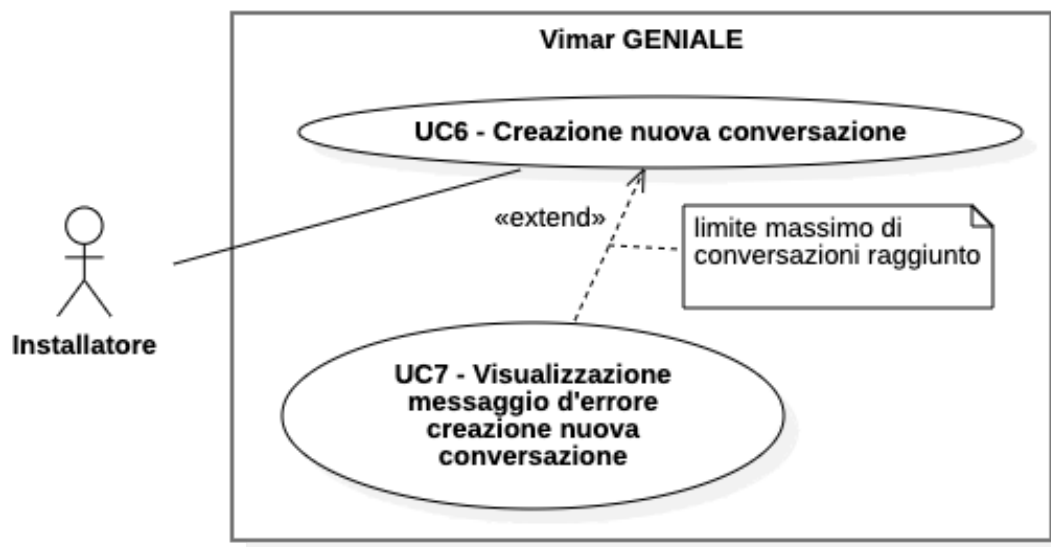 Vimar GENIALE
UC6 - Creazione nuova conversazione
«extend»
limite massimo di
conversazioni raggiunto
Installatore
UC7 - Visualizzazione
messaggio d'errore
creazione nuova
conversazione